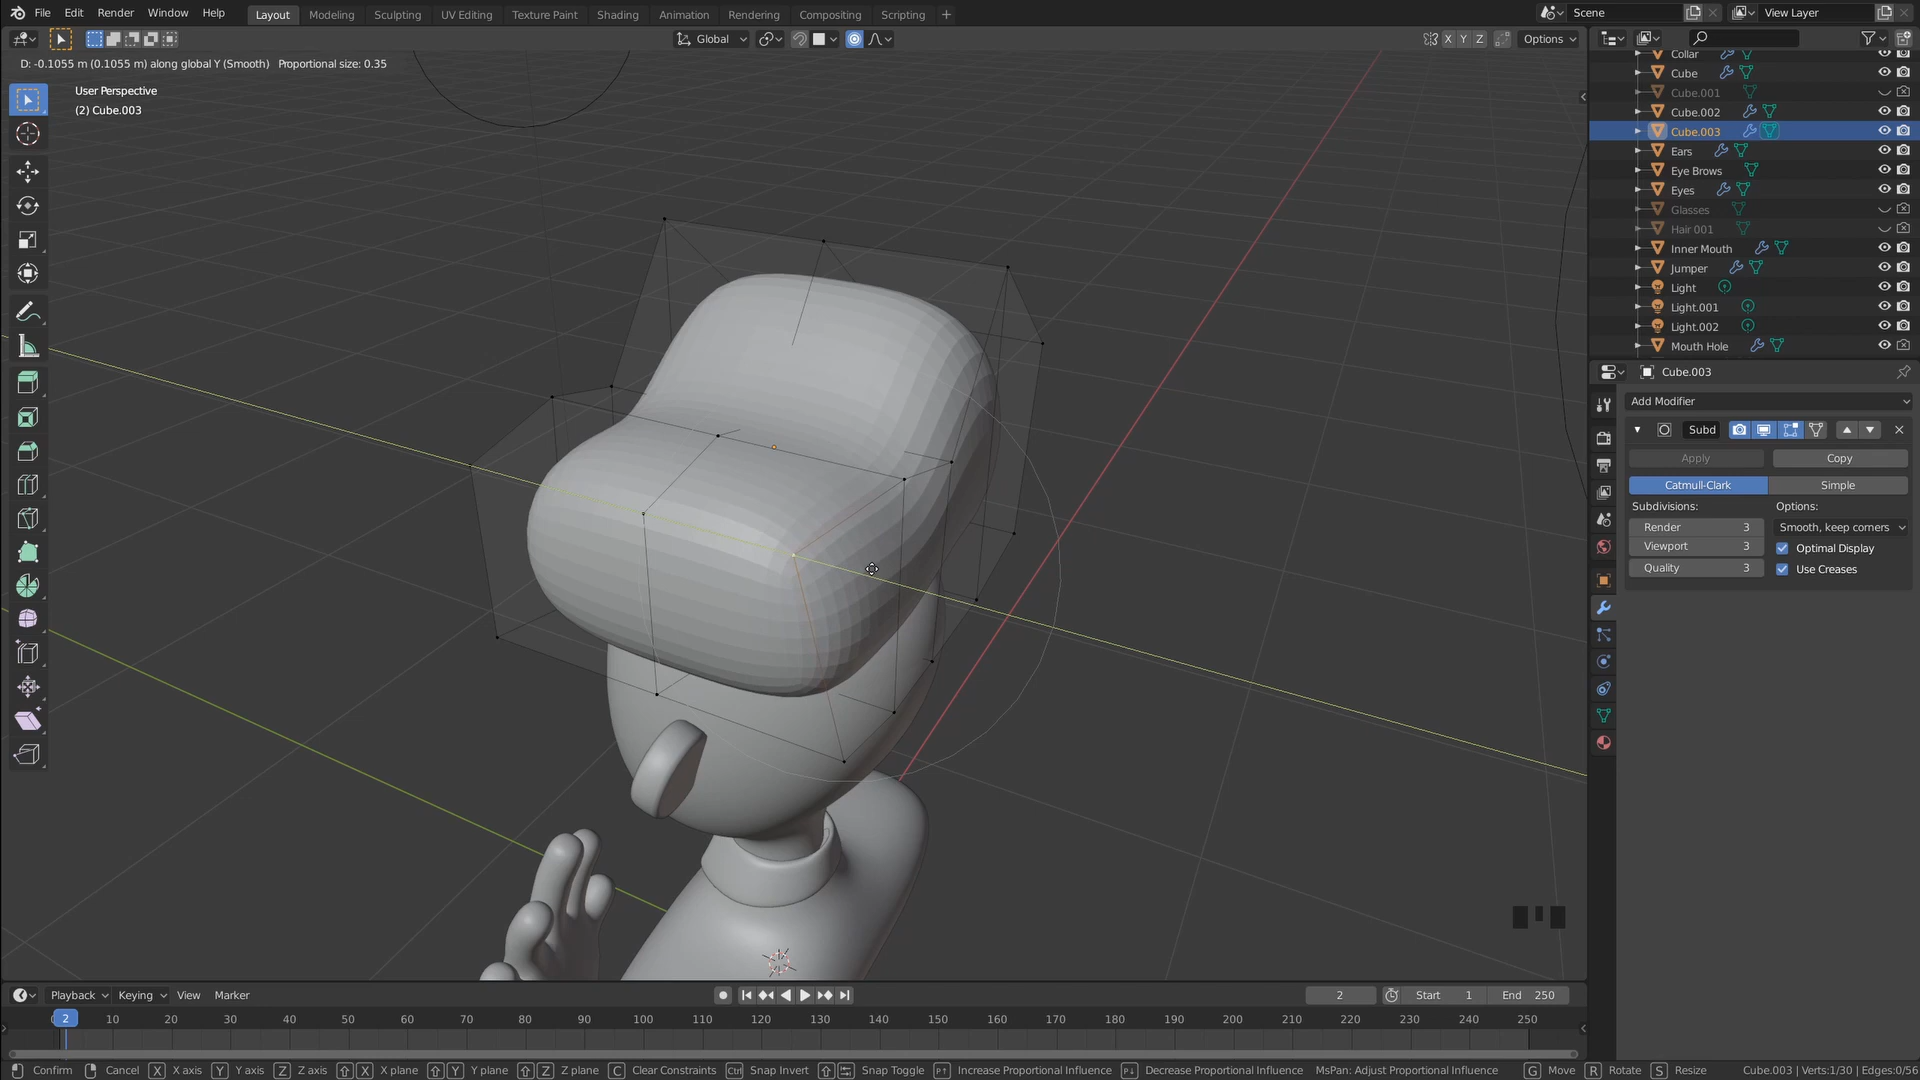 File Edit Render Window Help Layout Modeling Sculpting UV Editing Texture Paint Shading Animation Rendering Compositing Scripting + Scene View Layer
Global X Y Z Options
D: -0.1055 m (0.1055 m) along global Y (Smooth) Proportional size: 0.35
User Perspective
(2) Cube.003
Collar
Cube
Cube.001
Cube.002
Cube.003
Ears
Eye Brows
Eyes
Glasses
Hair 001
Inner Mouth
Jumper
Light
Light.001
Light.002
Mouth Hole
Cube.003
Add Modifier
Subd
Apply Copy
Catmull-Clark Simple
Subdivisions: Options:
Render 3 Smooth, keep corners
Viewport 3 Optimal Display
Quality 3 Use Creases
Playback Keying View Marker 2 Start 1 End 250
2 10 20 30 40 50 60 70 80 90 100 110 120 130 140 150 160 170 180 190 200 210 220 230 240 250
Confirm Cancel X X axis Y Y axis Z Z axis X X plane Y Y plane Z Z plane C Clear Constraints Ctrl Snap Invert Snap Toggle P↑ Increase Proportional Influence P↓ Decrease Proportional Influence MsPan: Adjust Proportional Influence G Move R Rotate S Resize Cube.003 | Verts:1/30 | Edges:0/56